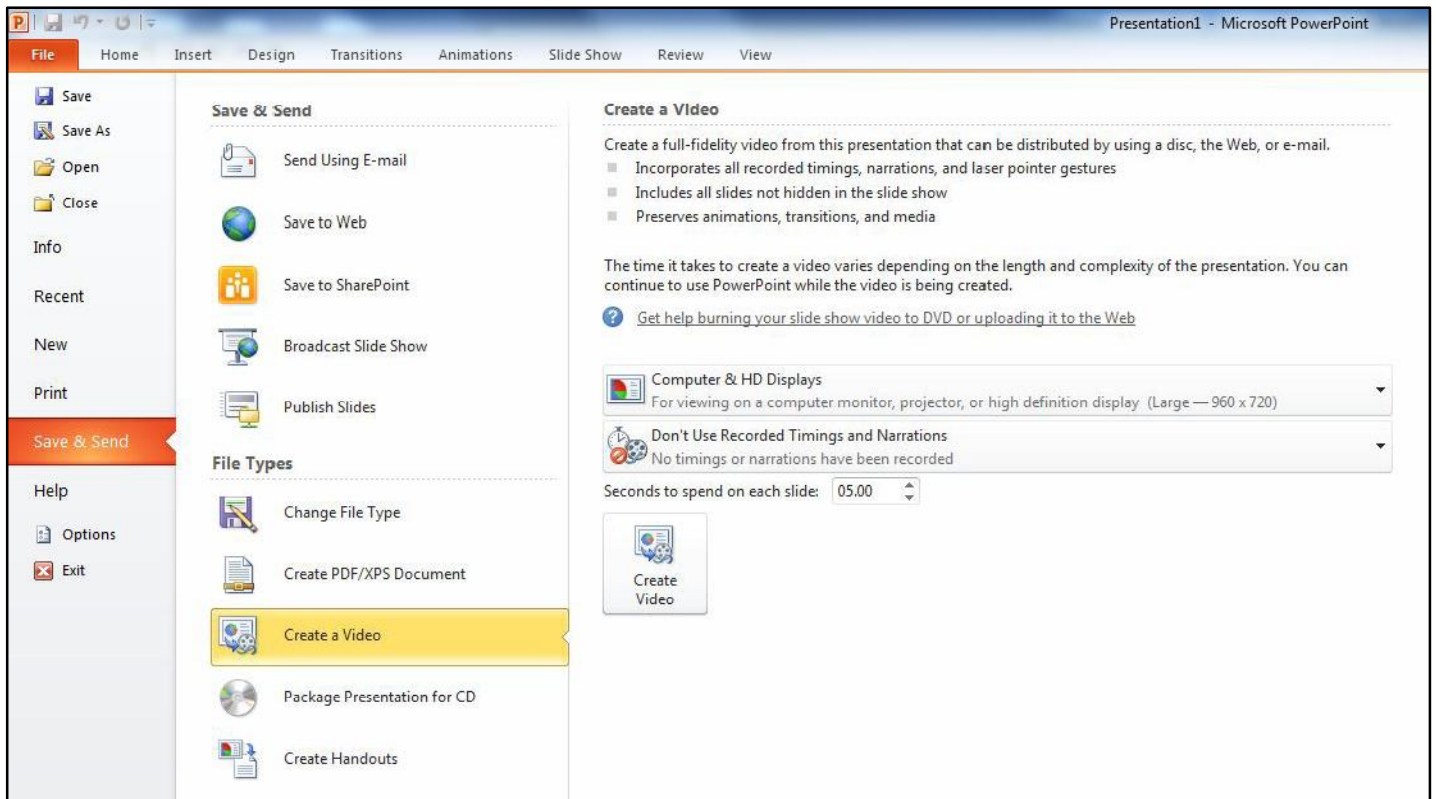 Presentation1 - Microsoft PowerPoint
File Home Insert Design Transitions Animations Slide Show Review View
Save
Save As
Open
Close
Info
Recent
New
Print
Save & Send
Help
Options
Exit
Save & Send
Send Using E-mail
Save to Web
Save to SharePoint
Broadcast Slide Show
Publish Slides
File Types
Change File Type
Create PDF/XPS Document
Create a Video
Package Presentation for CD
Create Handouts
Create a Video
Create a full-fidelity video from this presentation that can be distributed by using a disc, the Web, or e-mail.
Incorporates all recorded timings, narrations, and laser pointer gestures
Includes all slides not hidden in the slide show
Preserves animations, transitions, and media
The time it takes to create a video varies depending on the length and complexity of the presentation. You can
continue to use PowerPoint while the video is being created.
Get help burning your slide show video to DVD or uploading it to the Web
Computer & HD Displays
For viewing on a computer monitor, projector, or high definition display (Large — 960 x 720)
Don't Use Recorded Timings and Narrations
No timings or narrations have been recorded
Seconds to spend on each slide: 05.00
Create
Video